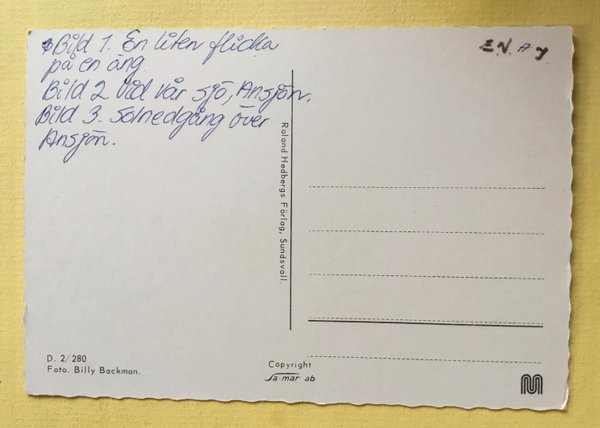 Bild 1. En liten flicka
på en äng
Bild 2 Vid vår sjö, Ansjön.
Bild 3. Solnedgång över
Ansjön.
Roland Hedbergs Förlag, Sundsvall.
D. 2/280
Foto. Billy Backman.
Copyright
sa-mar ab